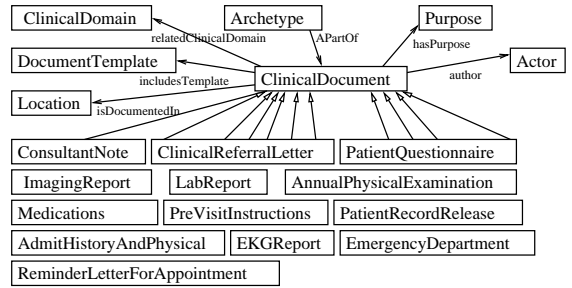 ClinicalDomain Archetype Purpose
relatedClinicalDomain APartOf hasPurpose
DocumentTemplate ClinicalDocument author Actor
includesTemplate
Location
isDocumentedIn
ConsultantNote ClinicalReferralLetter PatientQuestionnaire
ImagingReport LabReport AnnualPhysicalExamination
Medications PreVisitInstructions PatientRecordRelease
AdmitHistoryAndPhysical EKGReport EmergencyDepartment
ReminderLetterForAppointment